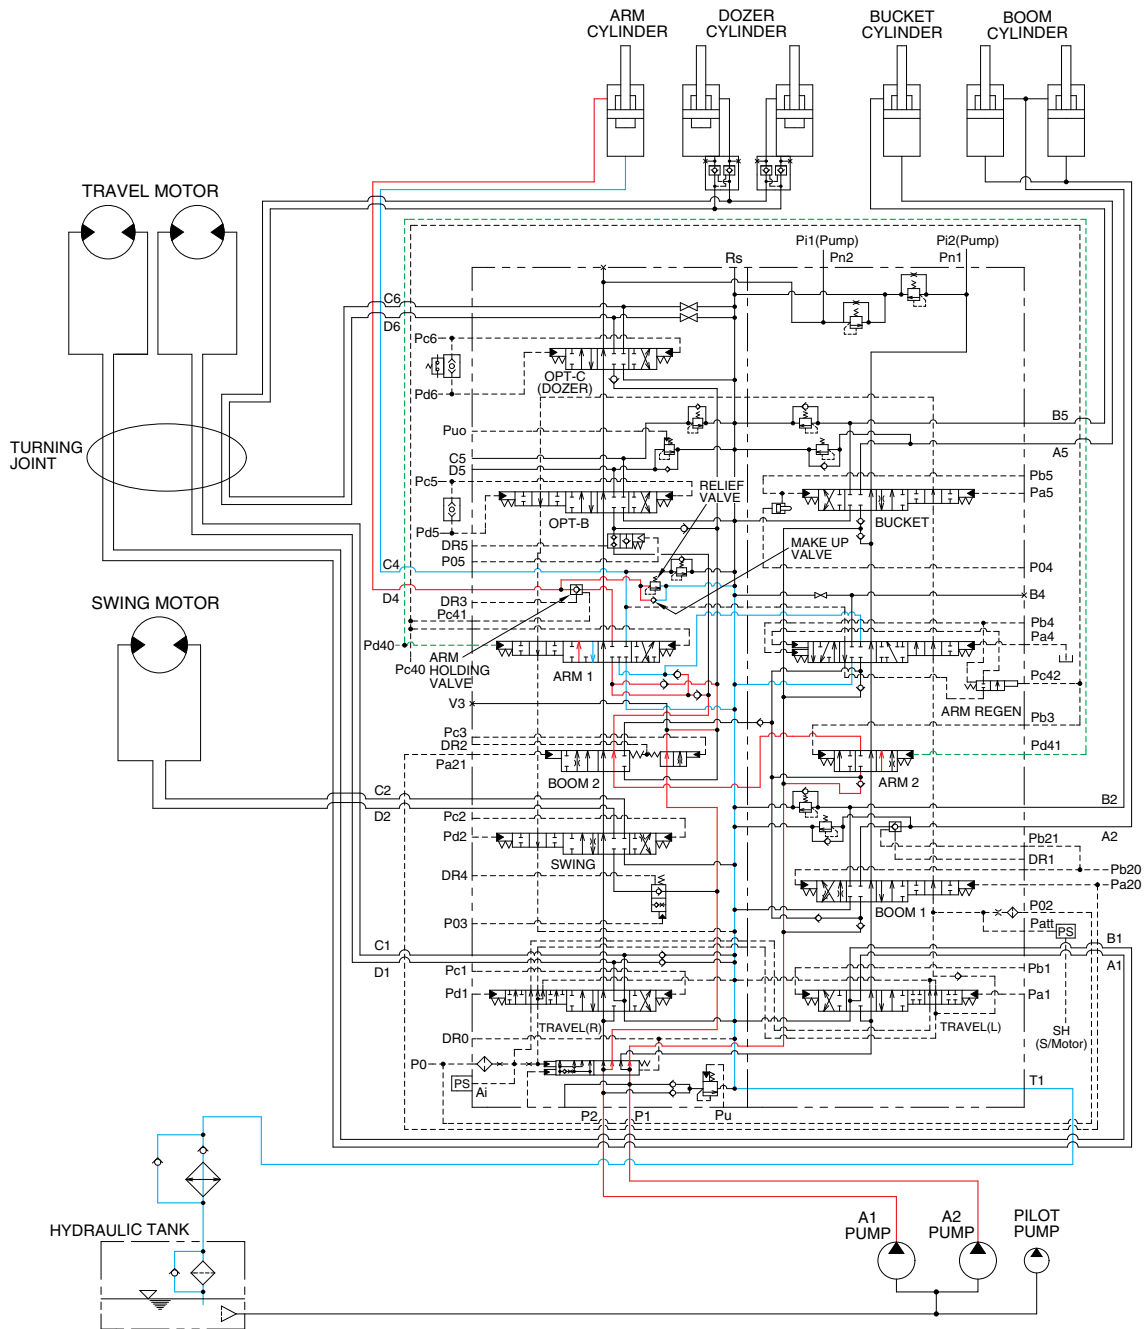 ARM
CYLINDER
DOZER
CYLINDER
BUCKET
CYLINDER
BOOM
CYLINDER
TRAVEL MOTOR
Pi1(Pump)
Pn2
Pi2(Pump)
Pn1
Rs
C6
D6
Pc6
Pd6
OPT-C
(DOZER)
TURNING
JOINT
Puo
C5
D5
Pc5
Pd5
OPT-B
RELIEF
VALVE
B5
A5
Pb5
Pa5
BUCKET
MAKE UP
VALVE
DR5
P05
P04
C4
D4
DR3
Pc41
B4
Pb4
Pa4
SWING MOTOR
Pd40
Pc40
ARM
HOLDING
VALVE
ARM 1
Pc42
ARM REGEN
V3
Pc3
DR2
Pa21
BOOM 2
Pb3
Pd41
ARM 2
C2
D2
Pc2
Pd2
SWING
B2
A2
Pb21
DR1
Pb20
Pa20
BOOM 1
DR4
P03
P02
Patt
PS
C1
D1
Pc1
Pd1
TRAVEL(R)
B1
A1
Pb1
Pa1
TRAVEL(L)
SH
(S/Motor)
DR0
P0
PS
Ai
P2
P1
Pu
T1
HYDRAULIC TANK
A1
PUMP
A2
PUMP
PILOT
PUMP